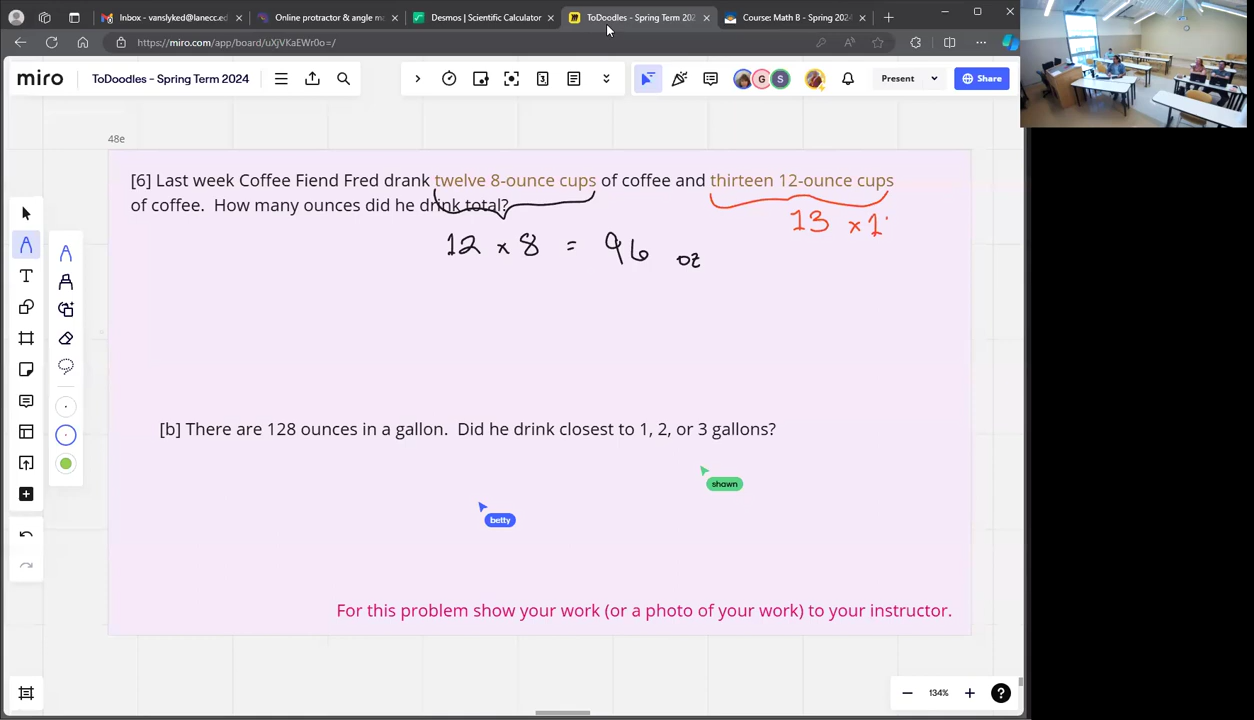 Inbox - vanslyked@lanecc.ed
Online protractor & angle m
Desmos | Scientific Calculator
ToDoodles - Spring Term 202
Course: Math B - Spring 2024
https://miro.com/app/board/uXjVKaEWr0o=/
miro
ToDoodles - Spring Term 2024
3
G
S
Present
Share
48e
[6] Last week Coffee Fiend Fred drank twelve 8-ounce cups of coffee and thirteen 12-ounce cups
of coffee. How many ounces did he drink total?
13 x 1
12 x 8 = 96 oz
[b] There are 128 ounces in a gallon. Did he drink closest to 1, 2, or 3 gallons?
shawn
betty
For this problem show your work (or a photo of your work) to your instructor.
134%